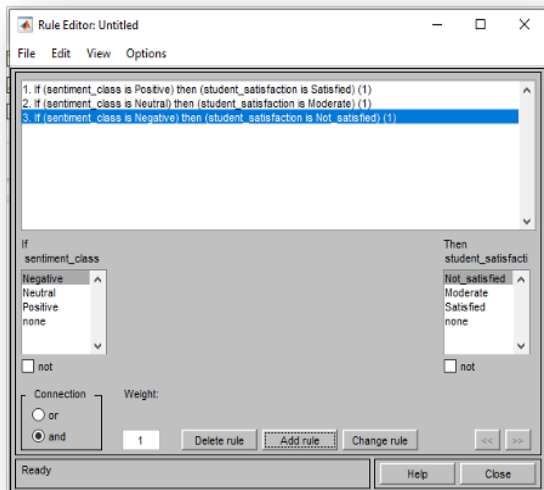 Rule Editor: Untitled
File Edit View Options
1. If (sentiment_class is Positive) then (student_satisfaction is Satisfied) (1)
2. If (sentiment_class is Neutral) then (student_satisfaction is Moderate) (1)
3. If (sentiment_class is Negative) then (student_satisfaction is Not_satisfied) (1)
If
sentiment_class
Negative
Neutral
Positive
none
not
Then
student_satisfacti
Not_satisfied
Moderate
Satisfied
none
not
Connection
or
and
Weight:
1
Delete rule
Add rule
Change rule
<<
>>
Ready
Help
Close